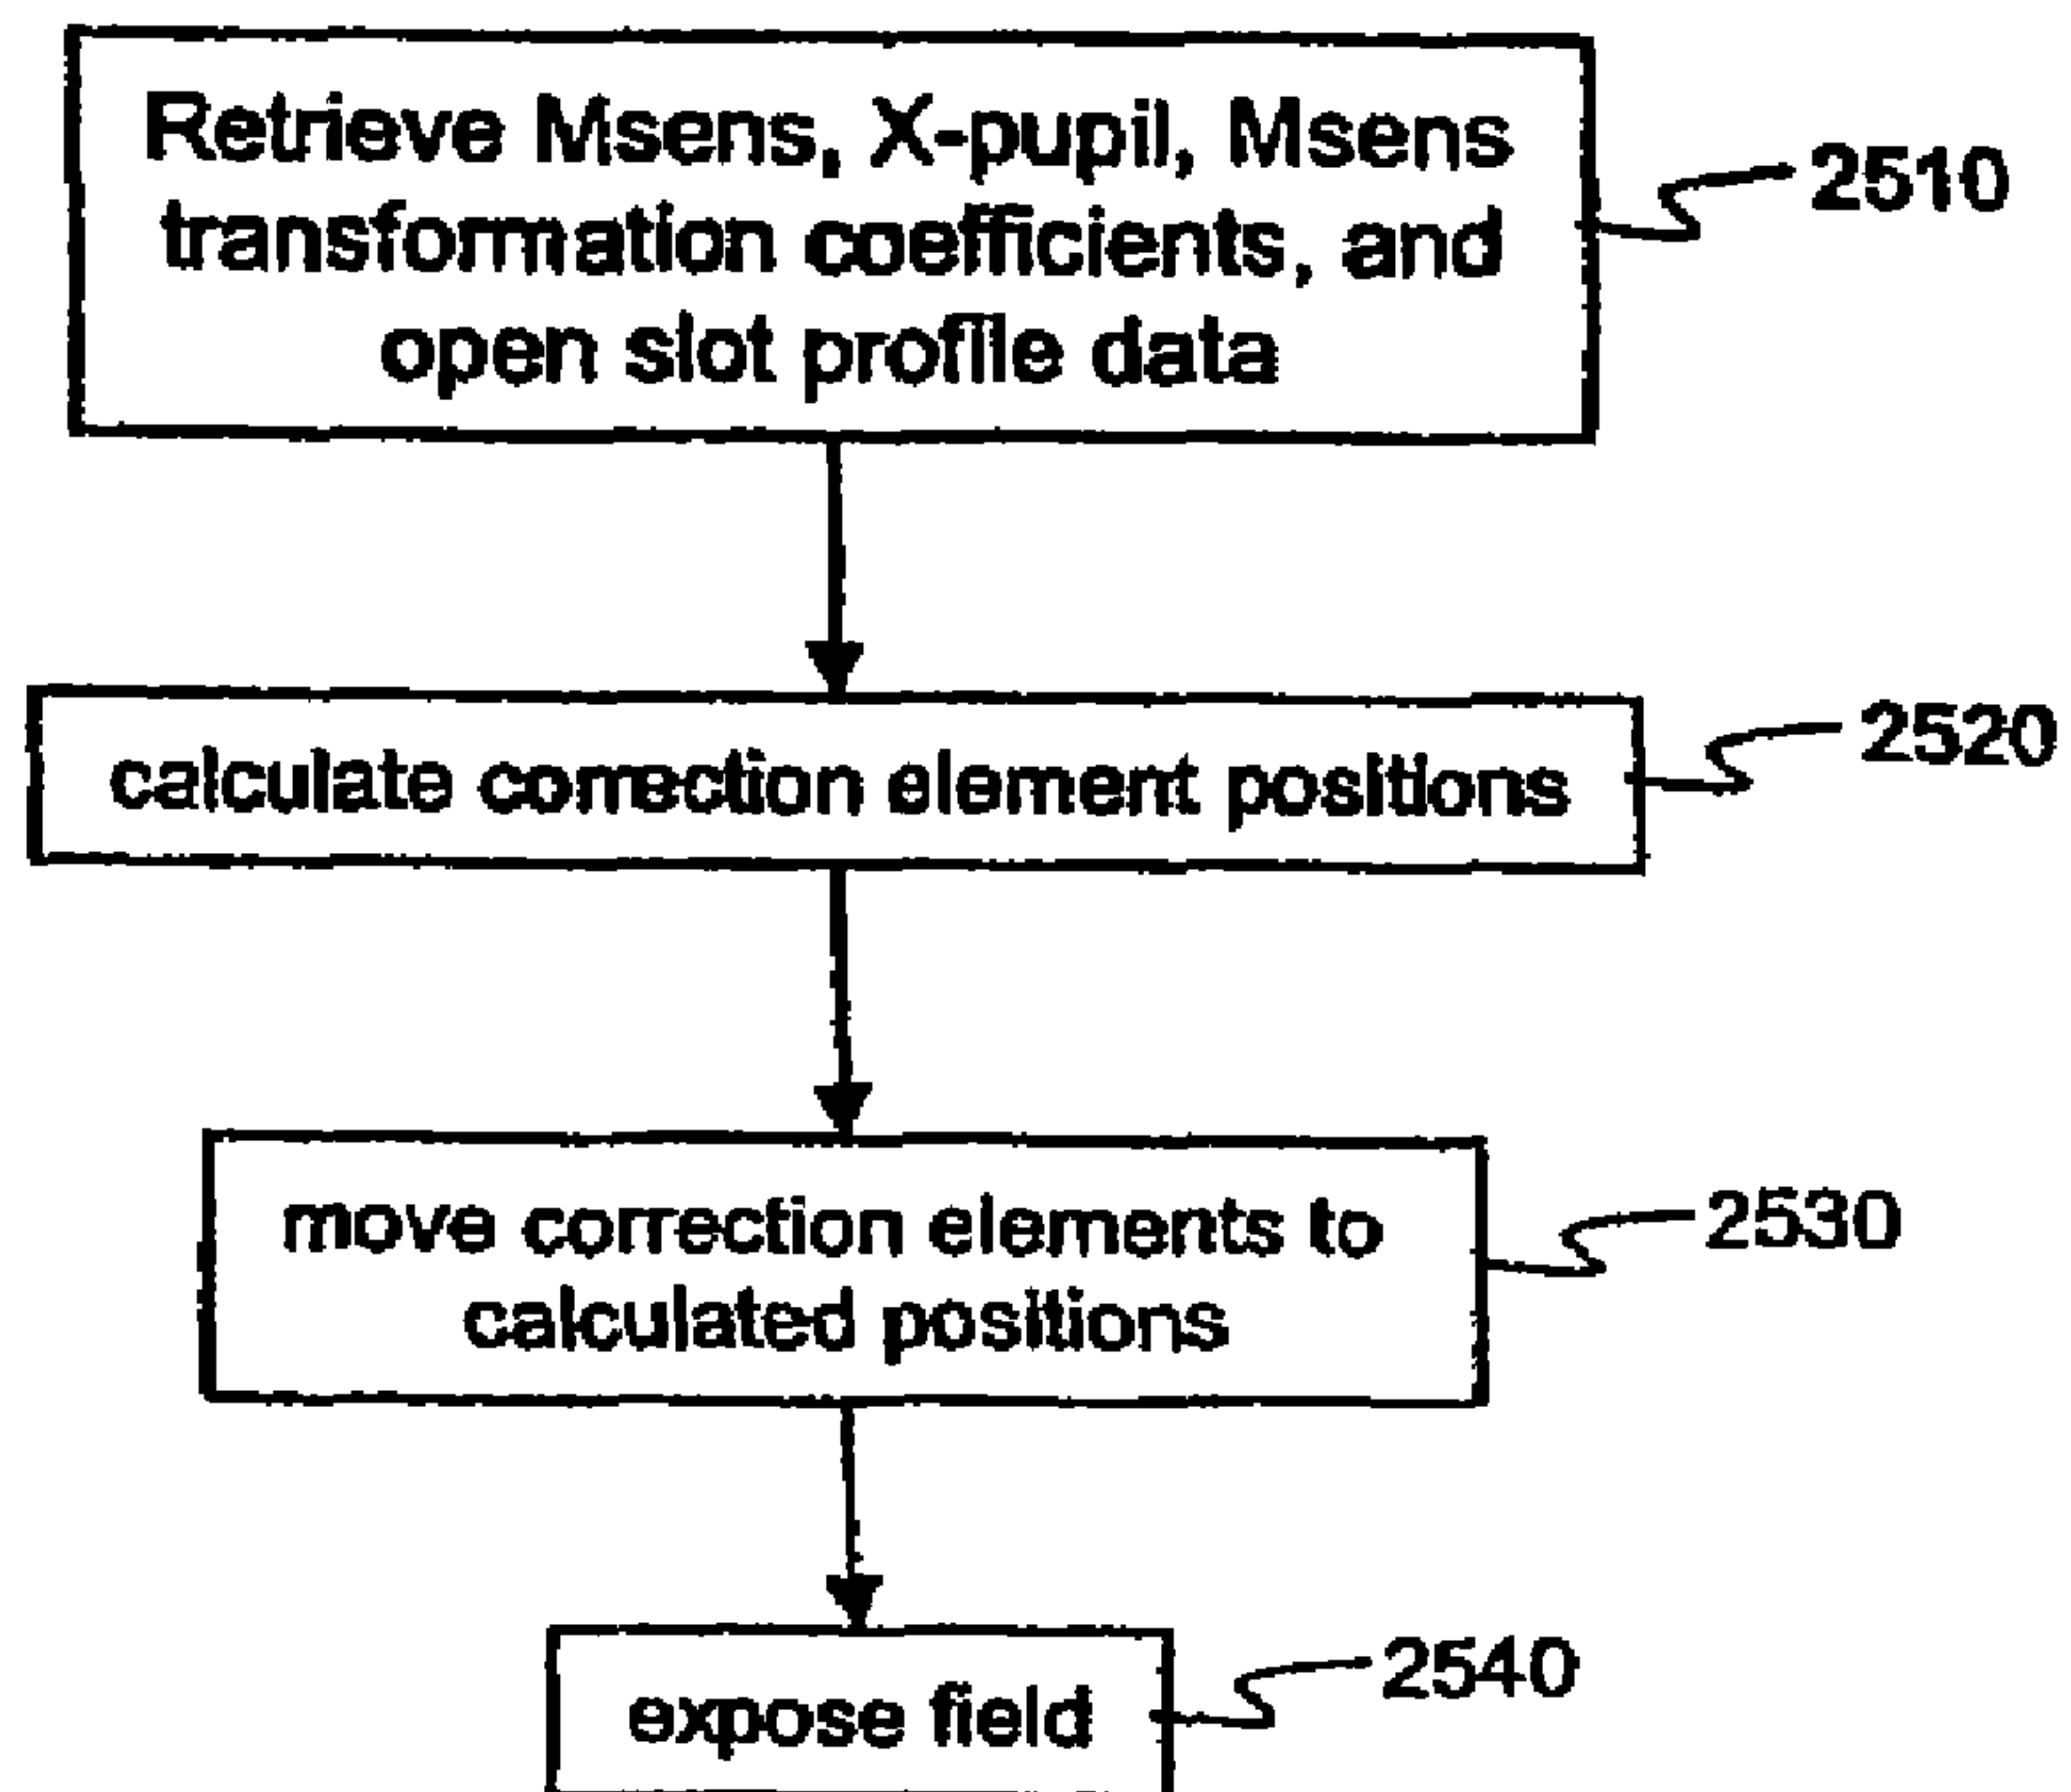 Retrieve Msens, X-pupil, Msens
transformation coefficients, and
open slot profile data
2510
calculate correction element positions
2520
move correction elements to
calculated positions
2530
expose field
2540